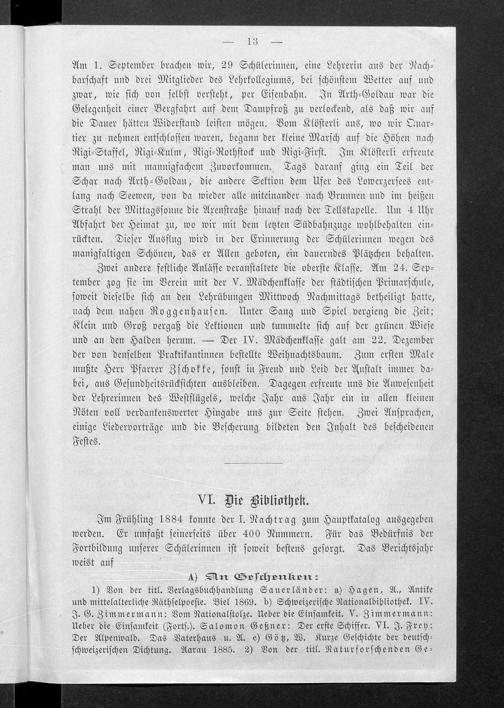 — 13 —
Am 1. September brachen wir, 29 Schülerinnen, eine Lehrerin aus der Nach-
barschaft und drei Mitglieder des Lehrkollegiums, bei schönstem Wetter auf und
zwar, wie sich von selbst versteht, per Eisenbahn. In Arth-Goldau war die
Gelegenheit einer Bergfahrt auf dem Dampfroß zu verlockend, als daß wir auf
die Dauer hätten Widerstand leisten mögen. Vom Klösterli aus, wo wir Quar-
tier zu nehmen entschlossen waren, begann der kleine Marsch auf die Höhen nach
Rigi-Staffel, Rigi-Kulm, Rigi-Rothstock und Rigi-First. Im Klösterli erfreute
man uns mit mannigfachem Zuvorkommen. Tags darauf ging ein Teil der
Schar nach Arth-Goldau, die andere Sektion dem Ufer des Lowerzersees ent-
lang nach Seewen, von da wieder alle miteinander nach Brunnen und im heißen
Strahl der Mittagssonne die Axenstraße hinauf nach der Tellskapelle. Um 4 Uhr
Abfahrt der Heimat zu, wo wir mit dem letzten Südbahnzuge wohlbehalten ein-
rückten. Dieser Ausflug wird in der Erinnerung der Schülerinnen wegen des
manigfaltigen Schönen, das er Allen geboten, ein dauerndes Plätzchen behalten.
Zwei andere festliche Anlässe veranstaltete die oberste Klasse. Am 24. Sep-
tember zog sie im Verein mit der V. Mädchenklasse der städtischen Primarschule,
soweit dieselbe sich an den Lehrübungen Mittwoch Nachmittags betheiligt hatte,
nach dem nahen Roggenhausen. Unter Sang und Spiel vergieng die Zeit;
Klein und Groß vergaß die Lektionen und tummelte sich auf der grünen Wiese
und an den Halden herum. — Der IV. Mädchenklasse galt am 22. Dezember
der von denselben Praktikantinnen bestellte Weihnachtsbaum. Zum ersten Male
mußte Herr Pfarrer Zschokke, sonst in Freud und Leid der Anstalt immer da-
bei, aus Gesundheitsrücksichten ausbleiben. Dagegen erfreute uns die Anwesenheit
der Lehrerinnen des Westflügels, welche Jahr aus Jahr ein in allen kleinen
Nöten voll verdankenswerter Hingabe uns zur Seite stehen. Zwei Ansprachen,
einige Liedervorträge und die Bescherung bildeten den Inhalt des bescheidenen
Festes.
VI. Die Bibliothek.
Im Frühling 1884 konnte der I. Nachtrag zum Hauptkatalog ausgegeben
werden. Er umfaßt seinerseits über 400 Nummern. Für das Bedürfnis der
Fortbildung unserer Schülerinnen ist soweit bestens gesorgt. Das Berichtsjahr
weist auf
A) An Geschenken:
1) Von der titl. Verlagsbuchhandlung Sauerländer: a) Hagen, A., Antike
und mittelalterliche Räthselpoesie. Biel 1869. b) Schweizerische Nationalbibliothek. IV.
J. G. Zimmermann: Vom Nationalstolze. Ueber die Einsamkeit. V. Zimmermann:
Ueber die Einsamkeit (Forts.). Salomon Geßner: Der erste Schiffer. VI. J. Frey:
Der Alpenwald. Das Vaterhaus u. A. c) Götz, W. Kurze Geschichte der deutsch-
schweizerischen Dichtung. Aarau 1885. 2) Von der titl. Naturforschenden Ge-